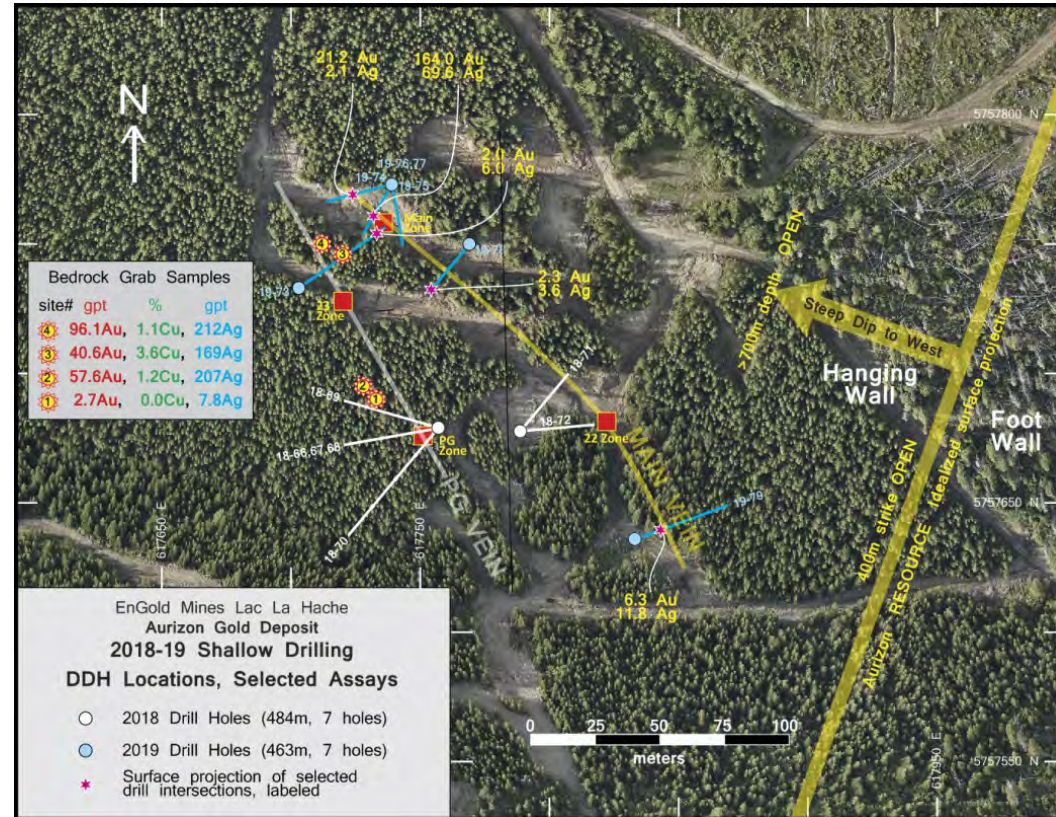 21.2 Au
2.1 Ag
164.0 Au
69.6 Ag
N
5757800 N
2.0 Au
6.0 Ag
19-76,77
19-74
19-75
Main
Zone
>700m depth OPEN
4
3
Bedrock Grab Samples
site# gpt % gpt
4 96.1Au, 1.1Cu, 212Ag
3 40.6Au, 3.6Cu, 169Ag
2 57.6Au, 1.2Cu, 207Ag
1 2.7Au, 0.0Cu, 7.8Ag
19-73
23
Zone
2.3 Au
3.6 Ag
Steep Dip to West
Hanging
Wall
Foot
Wall
2
1
18-69
18-71
18-72
22 Zone
18-66,67,68
PG
Zone
18-70
MAIN VEIN
PG VEIN
19-79
5757650 N
617650 E
617750 E
400m strike OPEN
Aurizon RESOURCE Idealized surface projection
6.3 Au
11.8 Ag
EnGold Mines Lac La Hache
Aurizon Gold Deposit
2018-19 Shallow Drilling
DDH Locations, Selected Assays
2018 Drill Holes (484m, 7 holes)
2019 Drill Holes (463m, 7 holes)
Surface projection of selected
drill intersections, labeled
0 25 50 75 100
meters
617950 E
5757550 N